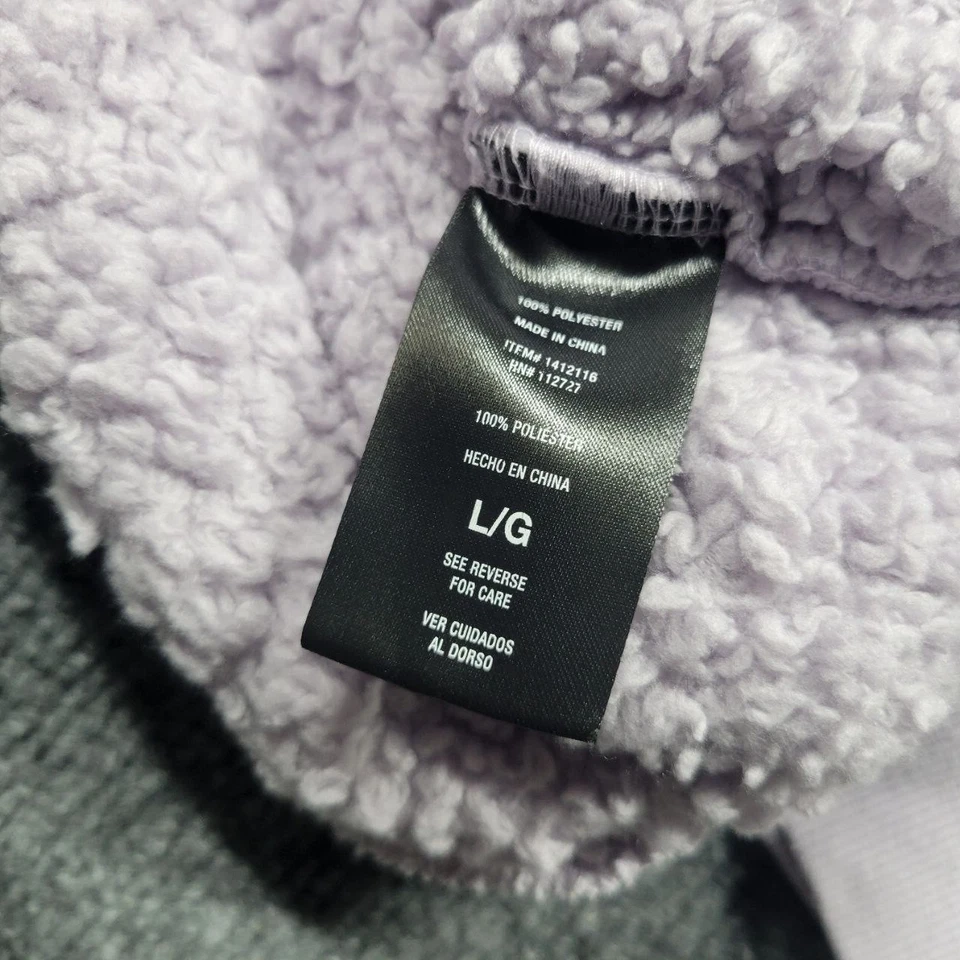 100% POLYESTER
MADE IN CHINA
ITEM# 1412116
RN# 112727
100% POLIESTER
HECHO EN CHINA
L/G
SEE REVERSE
FOR CARE
VER CUIDADOS
AL DORSO